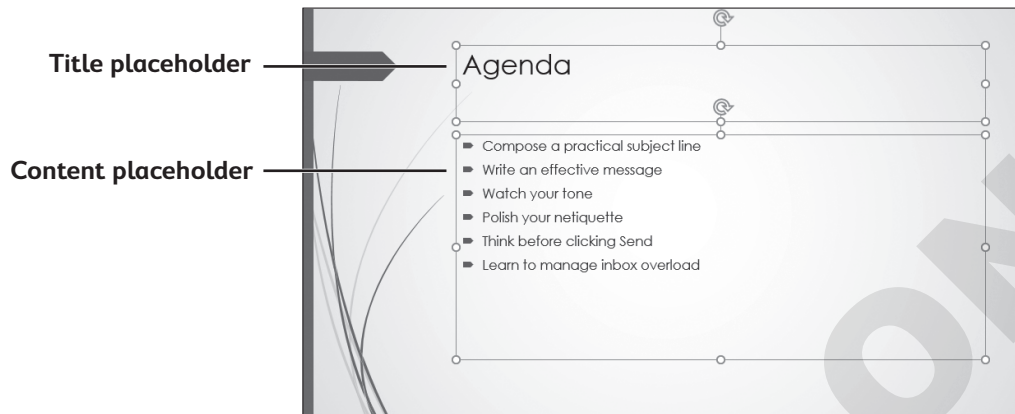 Title placeholder
Agenda
Content placeholder
Compose a practical subject line
Write an effective message
Watch your tone
Polish your netiquette
Think before clicking Send
Learn to manage inbox overload